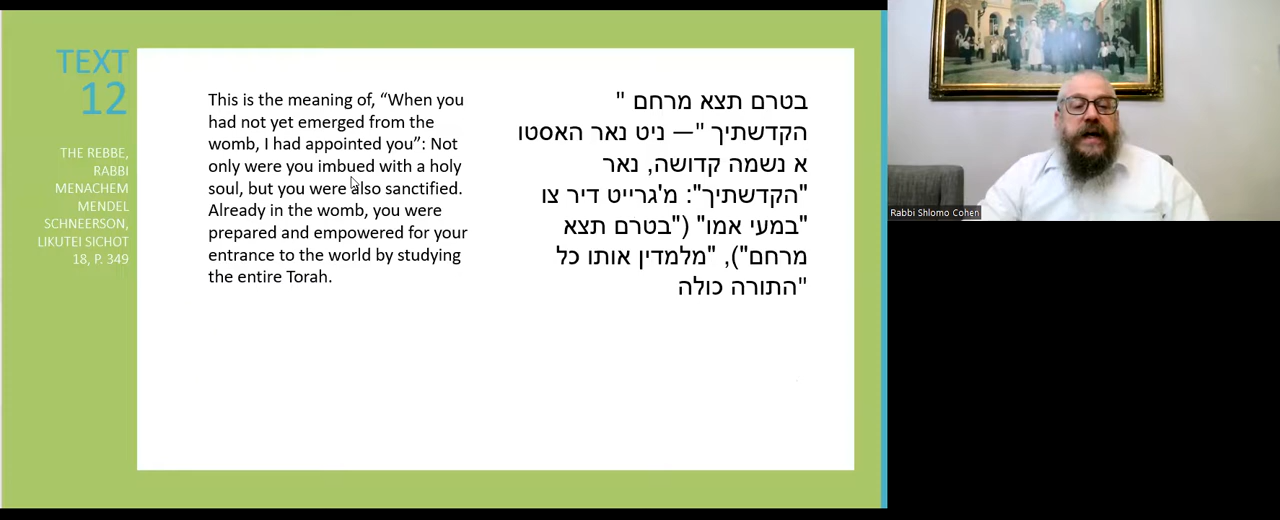 TEXT
12
THE REBBE,
RABBI
MENACHEM
MENDEL
SCHNEERSON,
LIKUTEI SICHOT
18, P. 349
This is the meaning of, “When you
had not yet emerged from the
womb, I had appointed you”: Not
only were you imbued with a holy
soul, but you were also sanctified.
Already in the womb, you were
prepared and empowered for your
entrance to the world by studying
the entire Torah.
בטרם תצא מרחם "
הקדשתיך "— ניט נאר האסטו
א נשמה קדושה, נאר
"הקדשתיך": מ'גרייט דיר צו
"במעי אמו" ("בטרם תצא
מרחם"), "מלמדין אותו כל
"התורה כולה
Rabbi Shlomo Cohen